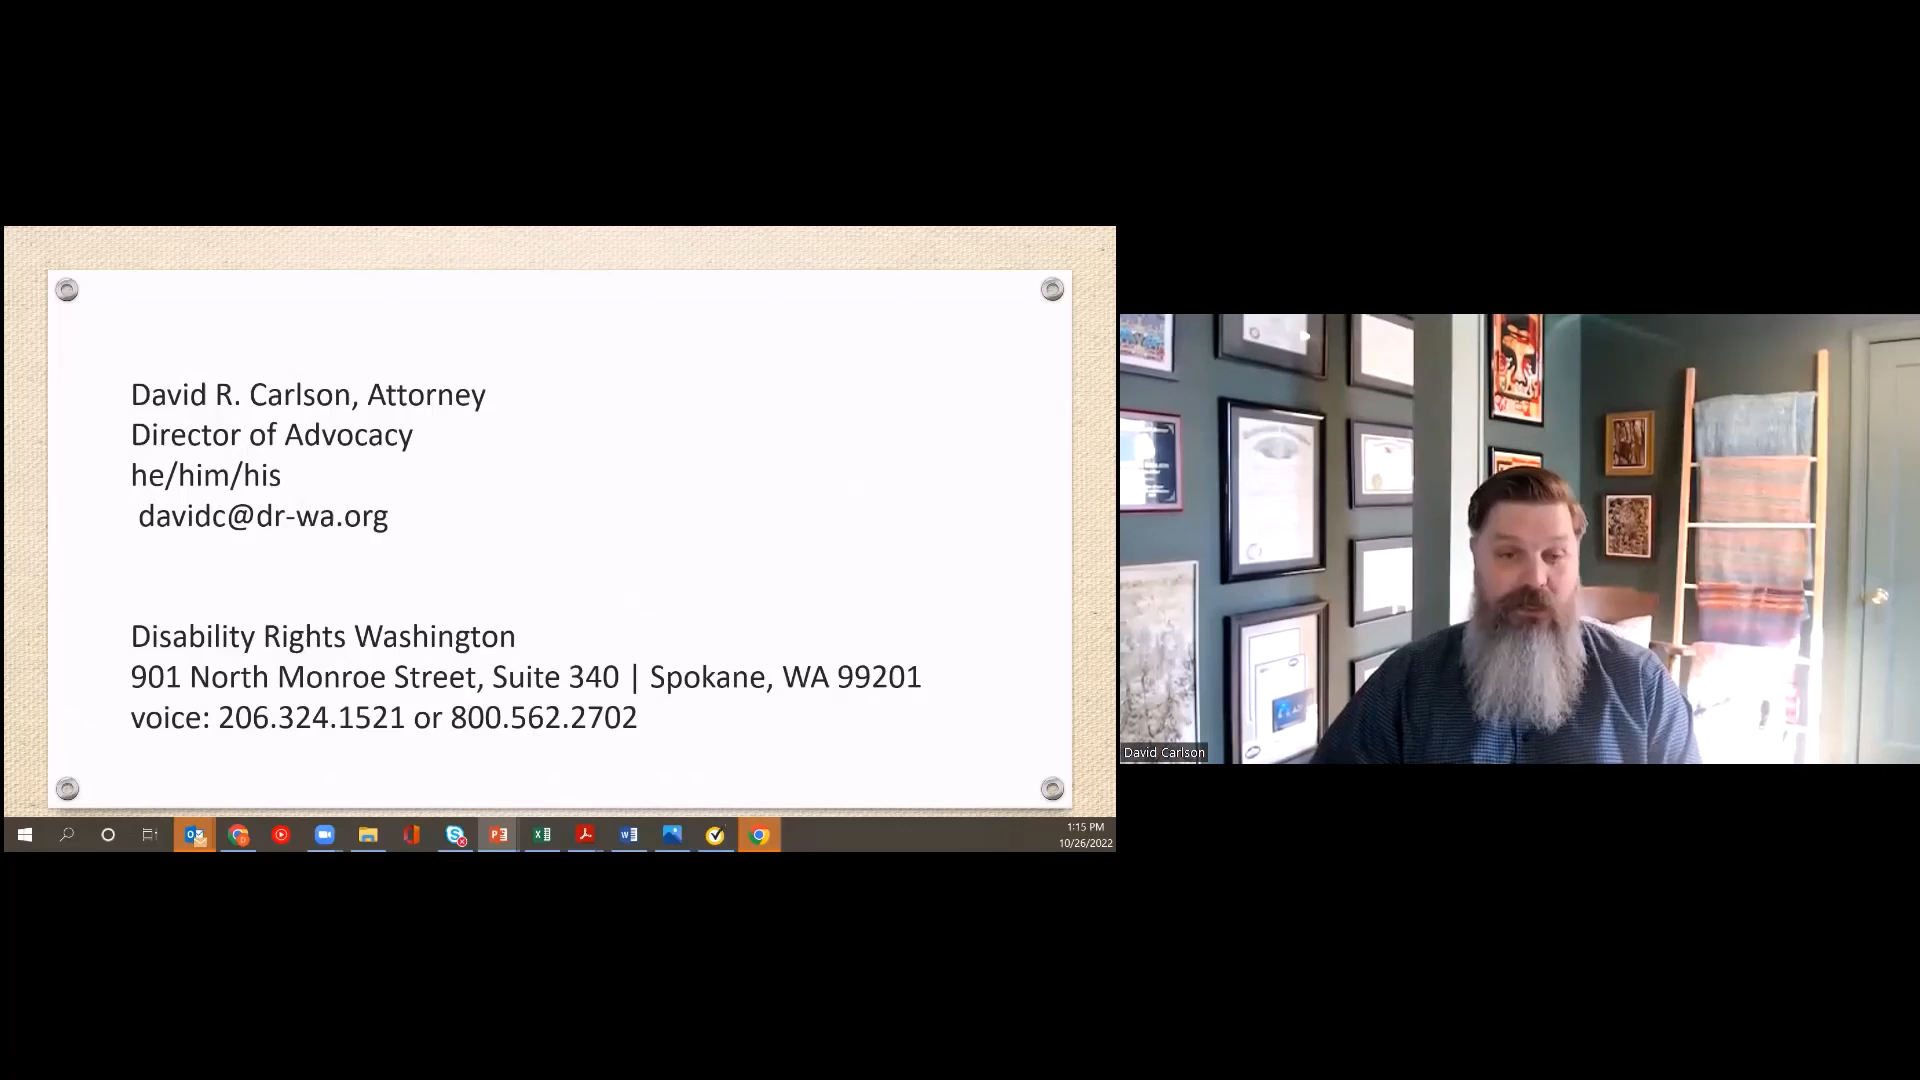 David R. Carlson, Attorney
Director of Advocacy
he/him/his
davidc@dr-wa.org
Disability Rights Washington
901 North Monroe Street, Suite 340 | Spokane, WA 99201
voice: 206.324.1521 or 800.562.2702
1:15 PM
10/26/2022
David Carlson